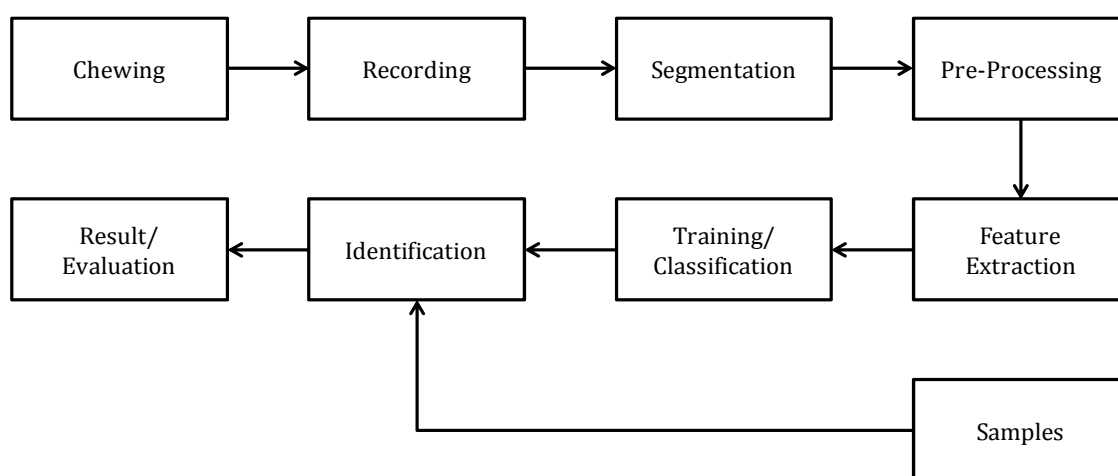 Chewing
Recording
Segmentation
Pre-Processing
Result/
Evaluation
Identification
Training/
Classification
Feature
Extraction
Samples